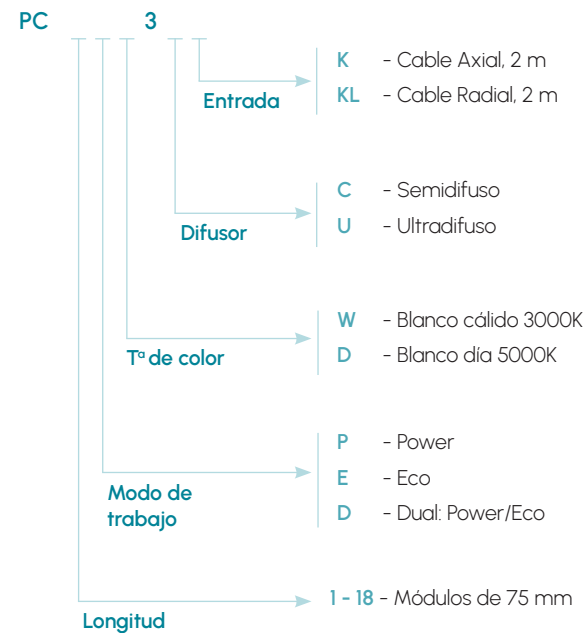 PC 3
K - Cable Axial, 2 m
KL - Cable Radial, 2 m
Entrada
C - Semidifuso
U - Ultradifuso
Difusor
W - Blanco cálido 3000K
D - Blanco día 5000K
Tª de color
P - Power
E - Eco
D - Dual: Power/Eco
Modo de
trabajo
1 - 18 - Módulos de 75 mm
Longitud